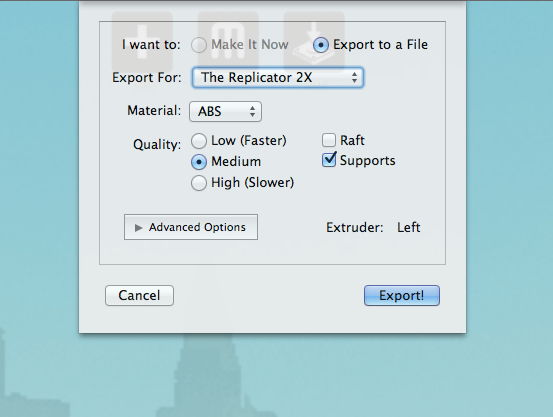 I want to: Make It Now Export to a File
Export For: The Replicator 2X
Material: ABS
Quality: Low (Faster) Raft
Medium Supports
High (Slower)
Advanced Options Extruder: Left
Cancel Export!